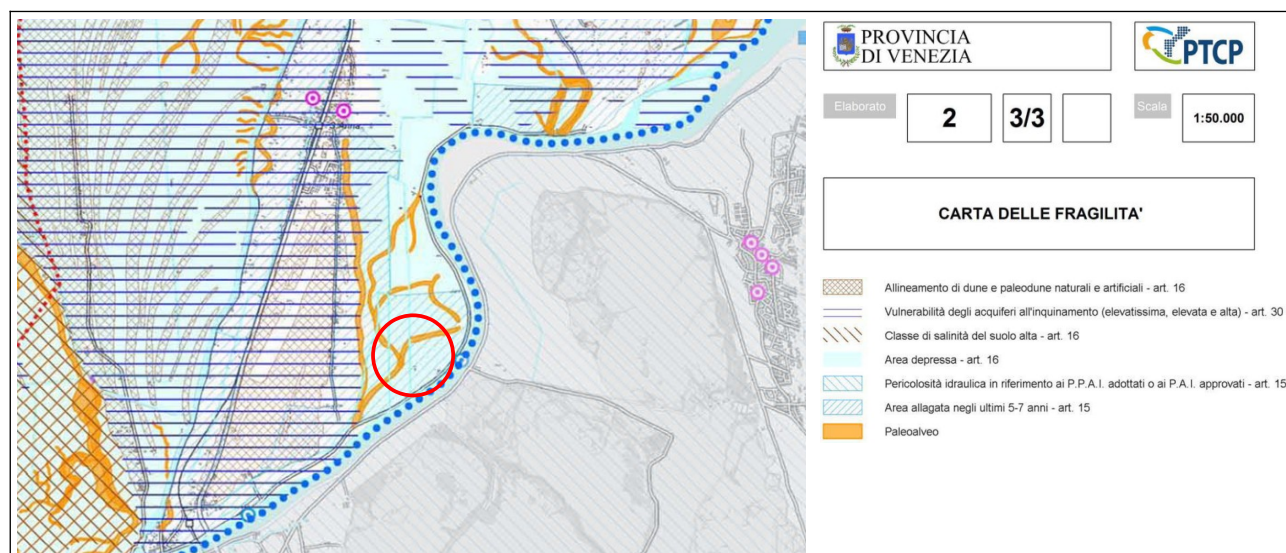 PROVINCIA
DI VENEZIA
PTCP
Elaborato
2
3/3
Scala
1:50.000
CARTA DELLE FRAGILITA'
Allineamento di dune e paleodune naturali e artificiali - art. 16
Vulnerabilità degli acquiferi all'inquinamento (elevatissima, elevata e alta) - art. 30
Classe di salinità del suolo alta - art. 16
Area depressa - art. 16
Pericolosità idraulica in riferimento ai P.P.A.I. adottati o ai P.A.I. approvati - art. 15
Area allagata negli ultimi 5-7 anni - art. 15
Paleoalveo